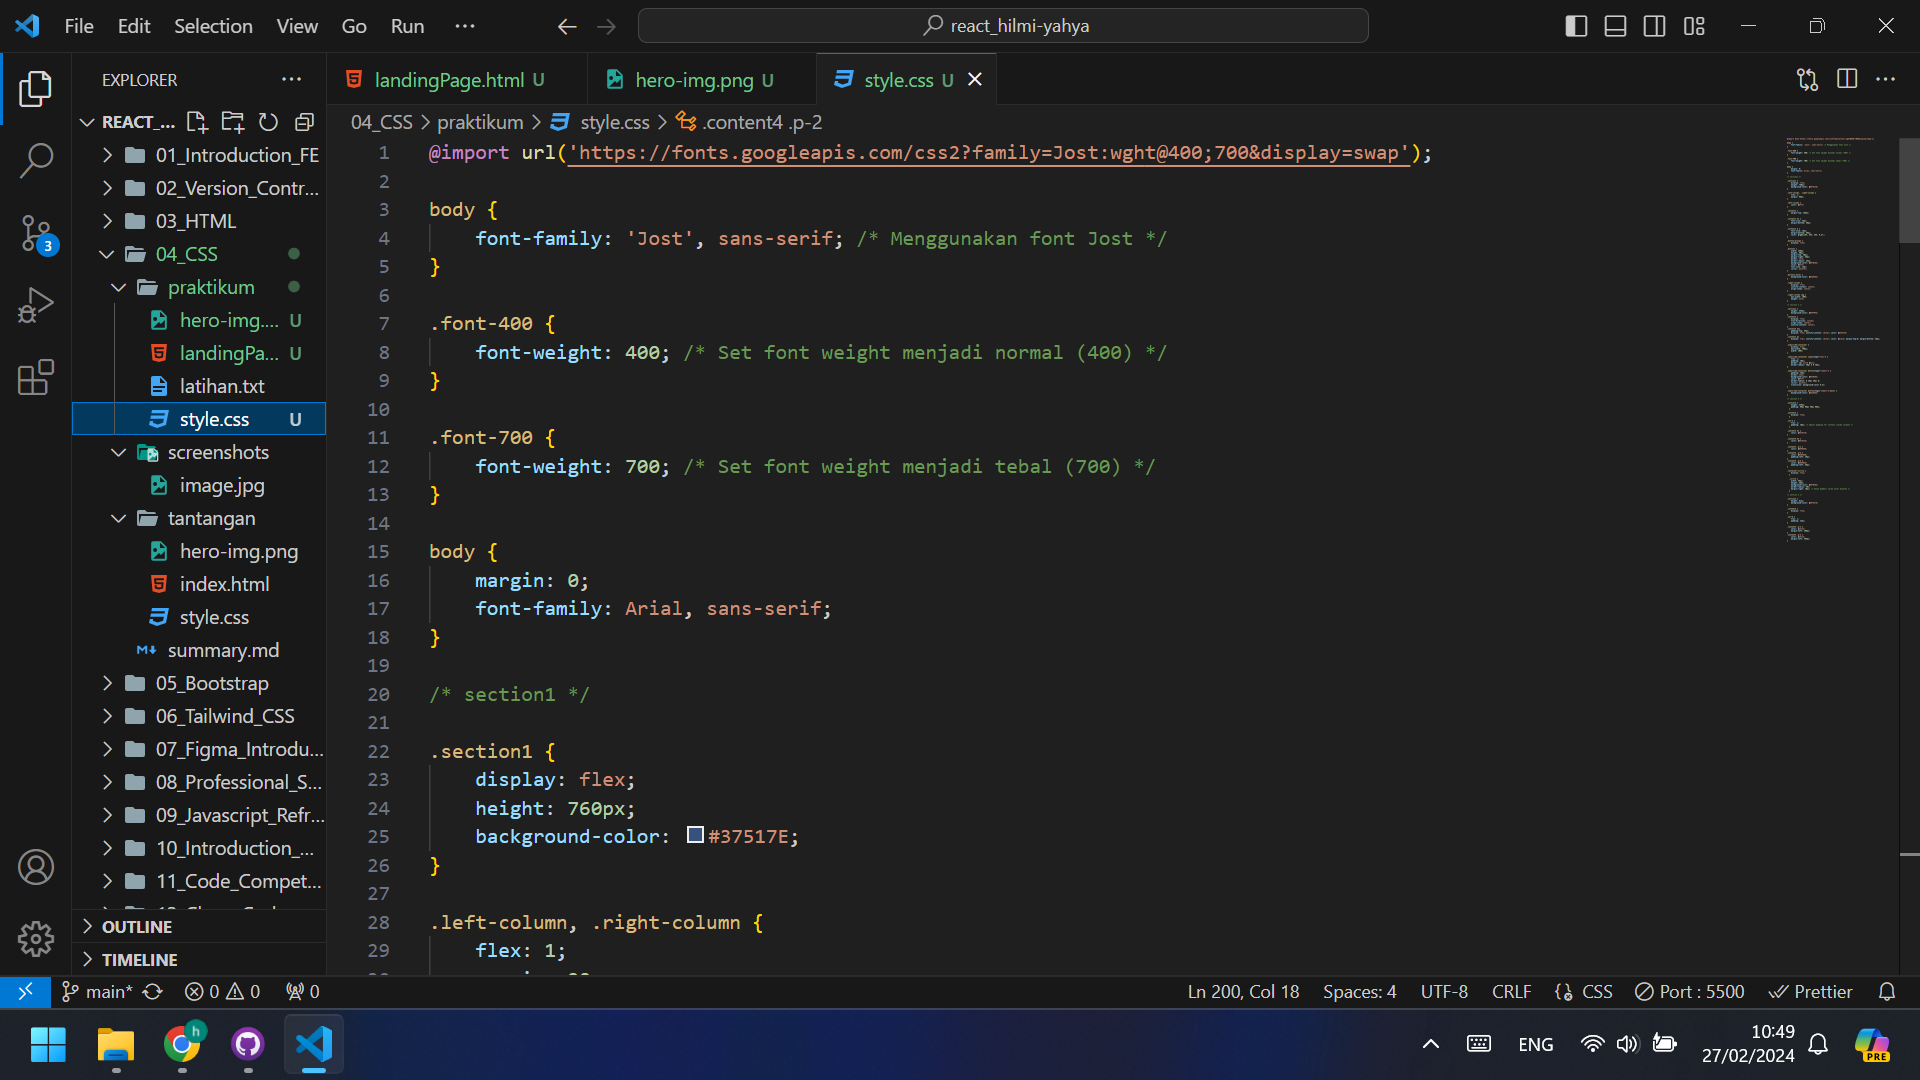 File Edit Selection View Go Run ··· react_hilmi-yahya
EXPLORER ···
REACT_...
01_Introduction_FE
02_Version_Contr...
03_HTML
04_CSS
praktikum
hero-img.... U
landingPa... U
latihan.txt
style.css U
screenshots
image.jpg
tantangan
hero-img.png
index.html
style.css
summary.md
05_Bootstrap
06_Tailwind_CSS
07_Figma_Introdu...
08_Professional_S...
09_Javascript_Refr...
10_Introduction_...
11_Code_Compet...
OUTLINE
TIMELINE
3
landingPage.html U hero-img.png U style.css U
04_CSS > praktikum > style.css > .content4 .p-2
1 @import url('https://fonts.googleapis.com/css2?family=Jost:wght@400;700&display=swap');
2
3 body {
4 font-family: 'Jost', sans-serif; /* Menggunakan font Jost */
5 }
6
7 .font-400 {
8 font-weight: 400; /* Set font weight menjadi normal (400) */
9 }
10
11 .font-700 {
12 font-weight: 700; /* Set font weight menjadi tebal (700) */
13 }
14
15 body {
16 margin: 0;
17 font-family: Arial, sans-serif;
18 }
19
20 /* section1 */
21
22 .section1 {
23 display: flex;
24 height: 760px;
25 background-color: #37517E;
26 }
27
28 .left-column, .right-column {
29 flex: 1;
main* 0 0 0 Ln 200, Col 18 Spaces: 4 UTF-8 CRLF CSS Port : 5500 Prettier
h
ENG 10:49
27/02/2024
PRE